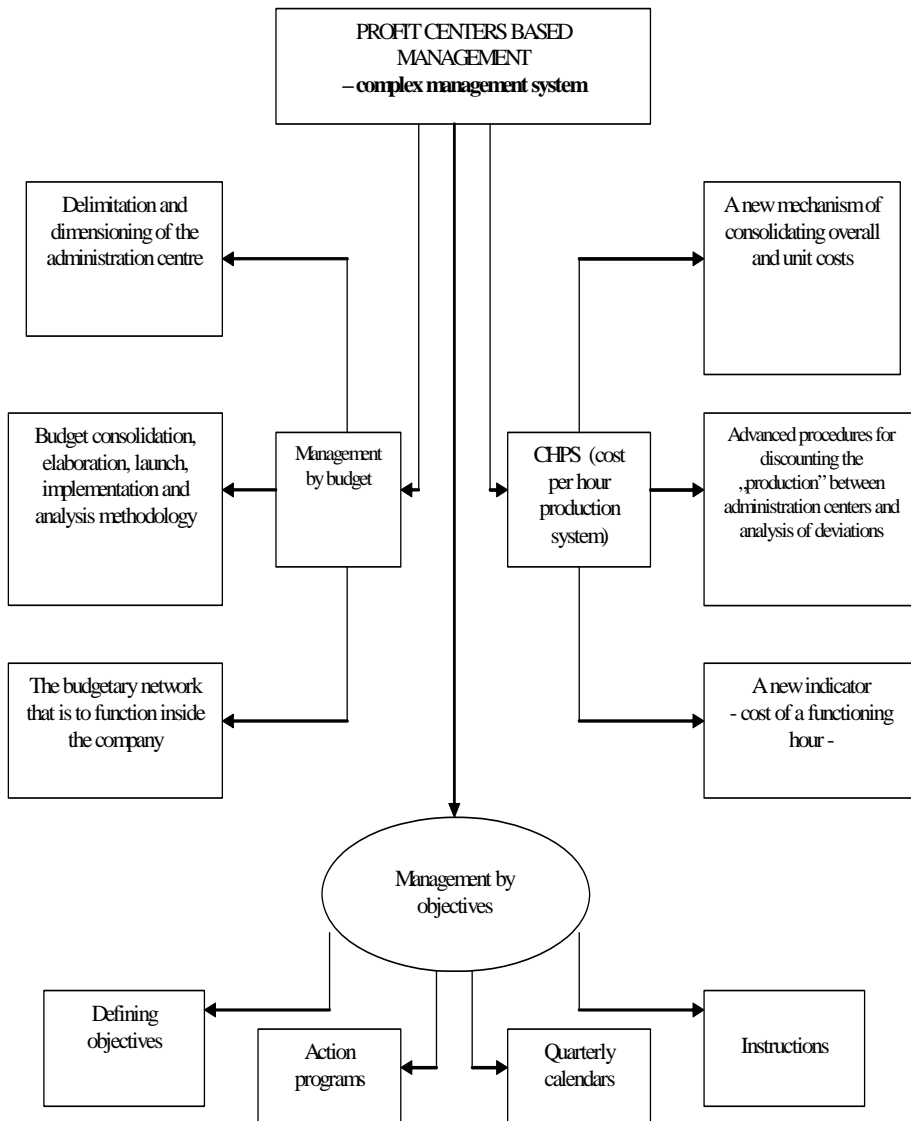 PROFIT CENTERS BASED
MANAGEMENT
– complex management system
Delimitation and
dimensioning of the
administration centre
A new mechanism of
consolidating overall
and unit costs
Budget consolidation,
elaboration, launch,
implementation and
analysis methodology
Management
by budget
CHPS (cost
per hour
production
system)
Advanced procedures for
discounting the
„production” between
administration centers and
analysis of deviations
The budgetary network
that is to function inside
the company
A new indicator
- cost of a functioning
hour -
Management by
objectives
Defining
objectives
Action
programs
Quarterly
calendars
Instructions